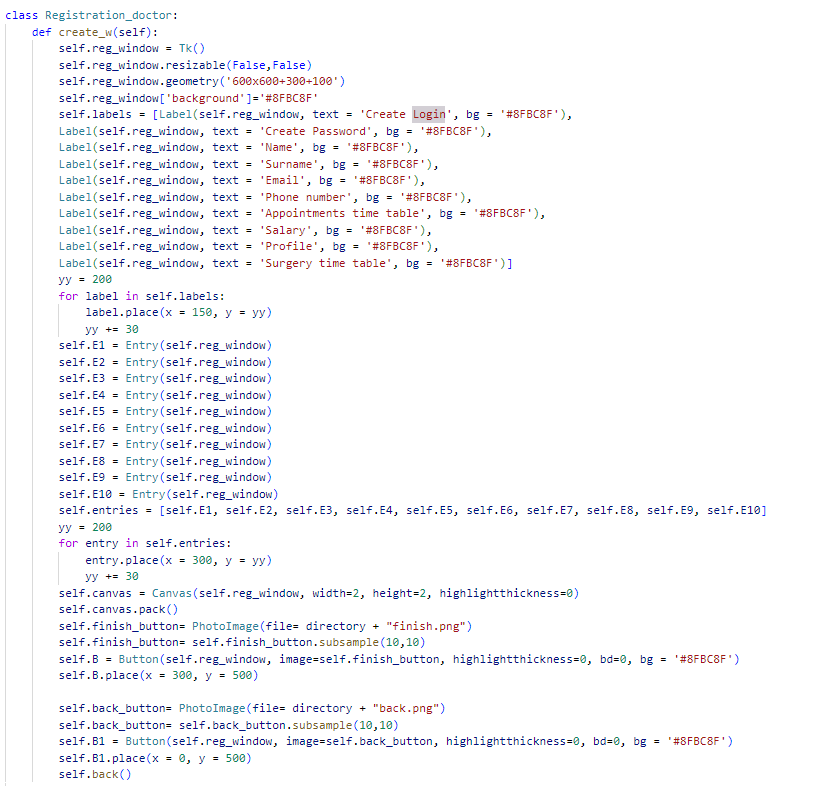 class Registration_doctor:
    def create_w(self):
        self.reg_window = Tk()
        self.reg_window.resizable(False,False)
        self.reg_window.geometry('600x600+300+100')
        self.reg_window['background']='#8FBC8F'
        self.labels = [Label(self.reg_window, text = 'Create Login', bg = '#8FBC8F'),
        Label(self.reg_window, text = 'Create Password', bg = '#8FBC8F'),
        Label(self.reg_window, text = 'Name', bg = '#8FBC8F'),
        Label(self.reg_window, text = 'Surname', bg = '#8FBC8F'),
        Label(self.reg_window, text = 'Email', bg = '#8FBC8F'),
        Label(self.reg_window, text = 'Phone number', bg = '#8FBC8F'),
        Label(self.reg_window, text = 'Appointments time table', bg = '#8FBC8F'),
        Label(self.reg_window, text = 'Salary', bg = '#8FBC8F'),
        Label(self.reg_window, text = 'Profile', bg = '#8FBC8F'),
        Label(self.reg_window, text = 'Surgery time table', bg = '#8FBC8F')]
        yy = 200
        for label in self.labels:
            label.place(x = 150, y = yy)
            yy += 30
        self.E1 = Entry(self.reg_window)
        self.E2 = Entry(self.reg_window)
        self.E3 = Entry(self.reg_window)
        self.E4 = Entry(self.reg_window)
        self.E5 = Entry(self.reg_window)
        self.E6 = Entry(self.reg_window)
        self.E7 = Entry(self.reg_window)
        self.E8 = Entry(self.reg_window)
        self.E9 = Entry(self.reg_window)
        self.E10 = Entry(self.reg_window)
        self.entries = [self.E1, self.E2, self.E3, self.E4, self.E5, self.E6, self.E7, self.E8, self.E9, self.E10]
        yy = 200
        for entry in self.entries:
            entry.place(x = 300, y = yy)
            yy += 30
        self.canvas = Canvas(self.reg_window, width=2, height=2, highlightthickness=0)
        self.canvas.pack()
        self.finish_button= PhotoImage(file= directory + "finish.png")
        self.finish_button= self.finish_button.subsample(10,10)
        self.B = Button(self.reg_window, image=self.finish_button, highlightthickness=0, bd=0, bg = '#8FBC8F')
        self.B.place(x = 300, y = 500)

        self.back_button= PhotoImage(file= directory + "back.png")
        self.back_button= self.back_button.subsample(10,10)
        self.B1 = Button(self.reg_window, image=self.back_button, highlightthickness=0, bd=0, bg = '#8FBC8F')
        self.B1.place(x = 0, y = 500)
        self.back()